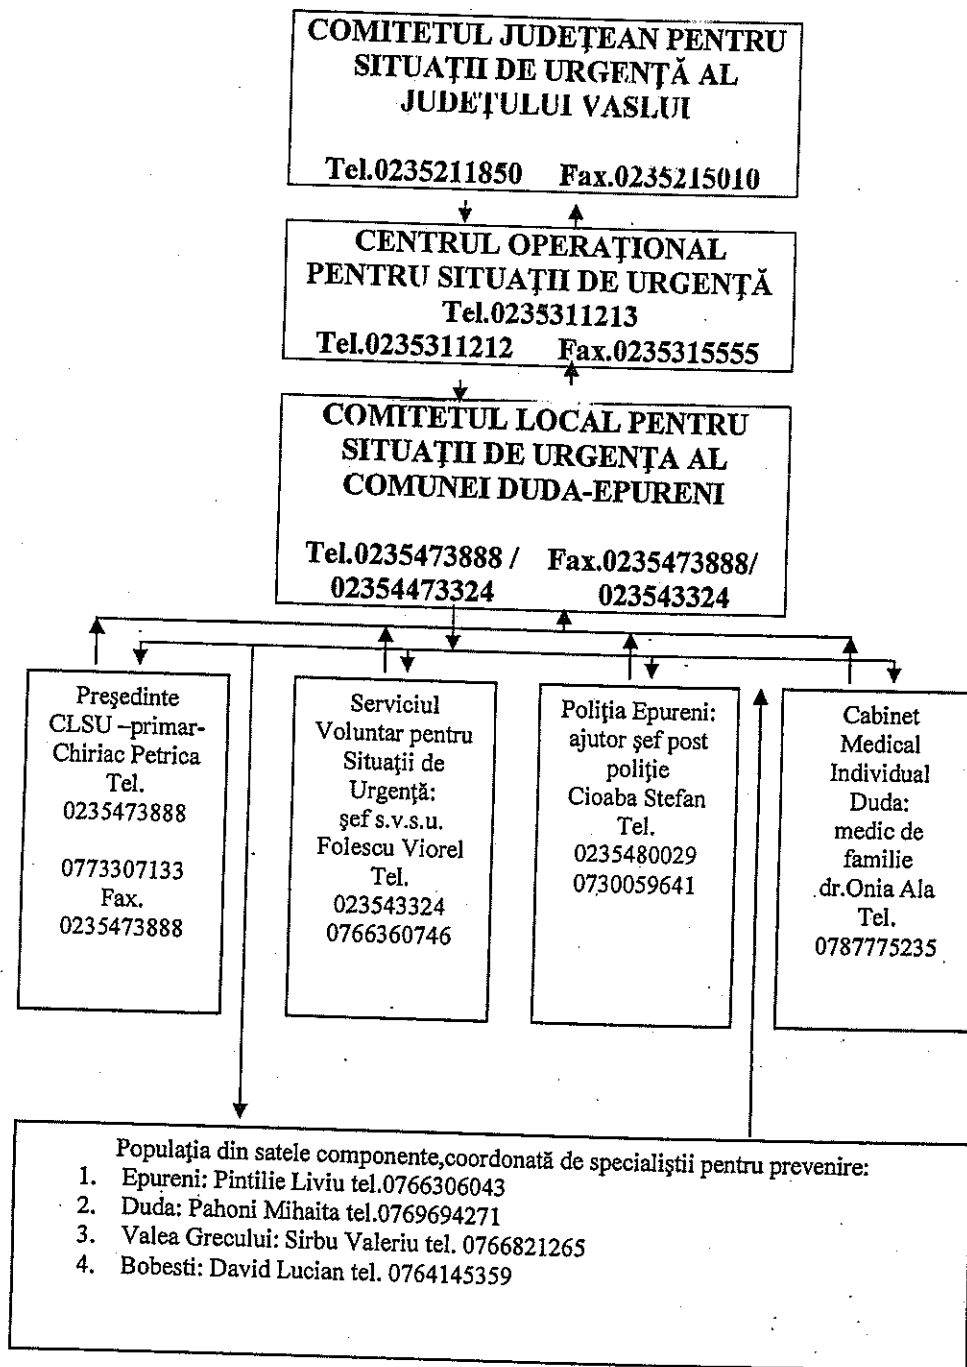 COMITETUL JUDEŢEAN PENTRU
SITUAŢII DE URGENŢĂ AL
JUDEŢULUI VASLUI
Tel.0235211850 Fax.0235215010
CENTRUL OPERAŢIONAL
PENTRU SITUAŢII DE URGENŢĂ
Tel.0235311213
Tel.0235311212 Fax.0235315555
COMITETUL LOCAL PENTRU
SITUAŢII DE URGENŢA AL
COMUNEI DUDA-EPURENI
Tel.0235473888 / Fax.0235473888/
02354473324 023543324
Preşedinte
CLSU –primar-
Chiriac Petrica
Tel.
0235473888
0773307133
Fax.
0235473888
Serviciul
Voluntar pentru
Situaţii de
Urgenţă:
şef s.v.s.u.
Folescu Viorel
Tel.
023543324
0766360746
Poliţia Epureni:
ajutor şef post
poliţie
Cioaba Stefan
Tel.
0235480029
0730059641
Cabinet
Medical
Individual
Duda:
medic de
familie
dr.Onia Ala
Tel.
0787775235
Populaţia din satele componente,coordonată de specialiştii pentru prevenire:
1. Epureni: Pintilie Liviu tel.0766306043
2. Duda: Pahoni Mihaita tel.0769694271
3. Valea Grecului: Sirbu Valeriu tel. 0766821265
4. Bobesti: David Lucian tel. 0764145359